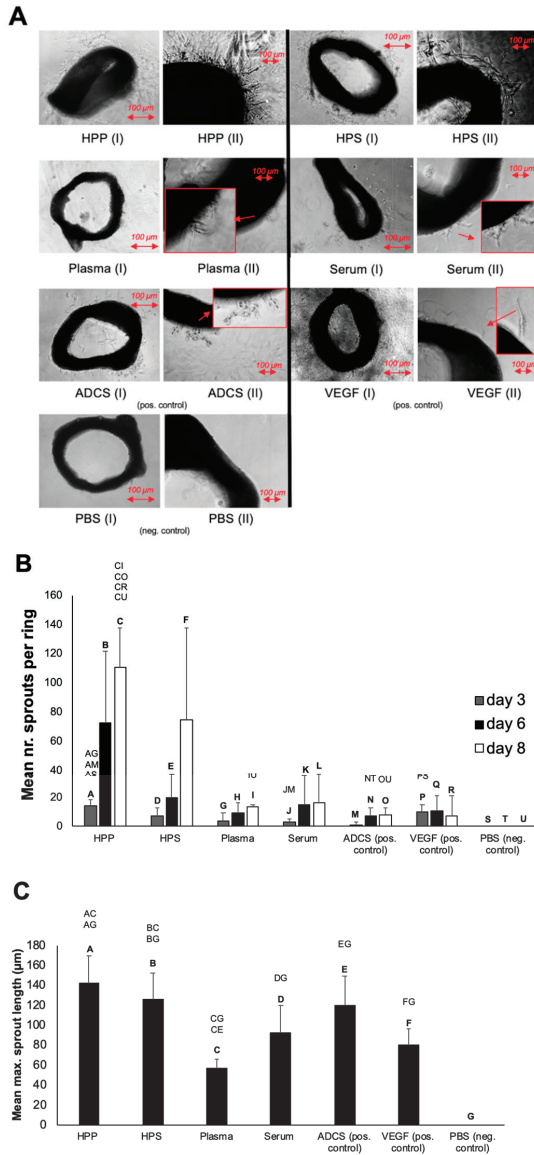 A
100 µm
100 µm
100 µm
100 µm
HPP (I)
HPP (II)
HPS (I)
HPS (II)
100 µm
100 µm
100 µm
100 µm
Plasma (I)
Plasma (II)
Serum (I)
Serum (II)
100 µm
100 µm
100 µm
100 µm
ADCS (I)
ADCS (II)
VEGF (I)
VEGF (II)
(pos. control)
(pos. control)
100 µm
100 µm
PBS (I)
PBS (II)
(neg. control)
B
Mean nr. sprouts per ring
160
140
120
100
80
60
40
20
0
CI
CO
CR
CU
C
B
AG
AM
A
F
E
D
G
H
I
JM
J
K
L
M
NT
OU
N
O
P
Q
R
S
T
U
day 3
day 6
day 8
HPP
HPS
Plasma
Serum
ADCS (pos. control)
VEGF (pos. control)
PBS (neg. control)
C
Mean max. sprout length (µm)
180
160
140
120
100
80
60
40
20
0
AC
AG
A
BC
BG
B
CG
CE
C
DG
D
EG
E
FG
F
G
HPP
HPS
Plasma
Serum
ADCS (pos. control)
VEGF (pos. control)
PBS (neg. control)